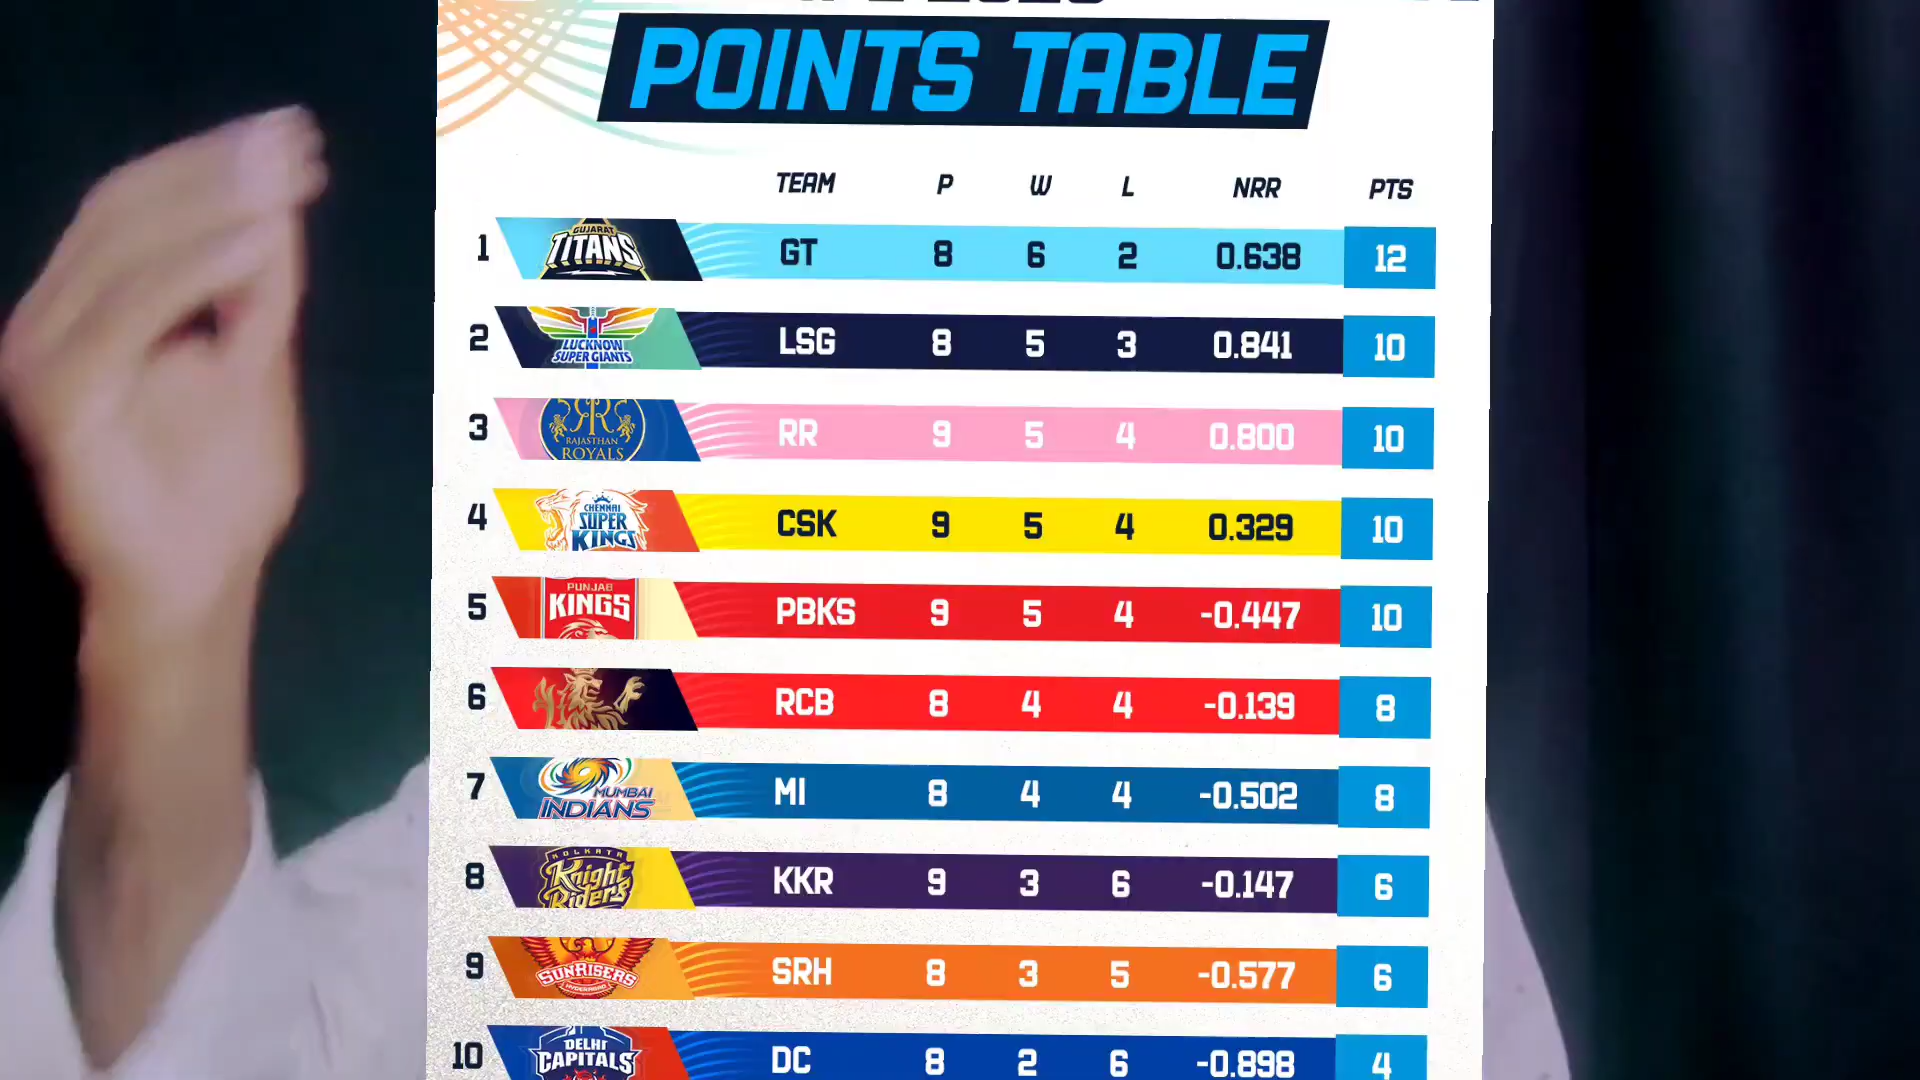 POINTS TABLE
TEAM P W L NRR PTS
1 GUJARAT TITANS GT 8 6 2 0.638 12
2 LUCKNOW SUPER GIANTS LSG 8 5 3 0.841 10
3 RR RAJASTHAN ROYALS RR 9 5 4 0.800 10
4 CHENNAI SUPER KINGS CSK 9 5 4 0.329 10
5 PUNJAB KINGS PBKS 9 5 4 -0.447 10
6 RCB 8 4 4 -0.139 8
7 MUMBAI INDIANS MI 8 4 4 -0.502 8
8 KOLKATA Knight Riders KKR 9 3 6 -0.147 6
9 SUNRISERS HYDERABAD SRH 8 3 5 -0.577 6
10 DELHI CAPITALS DC 8 2 6 -0.898 4